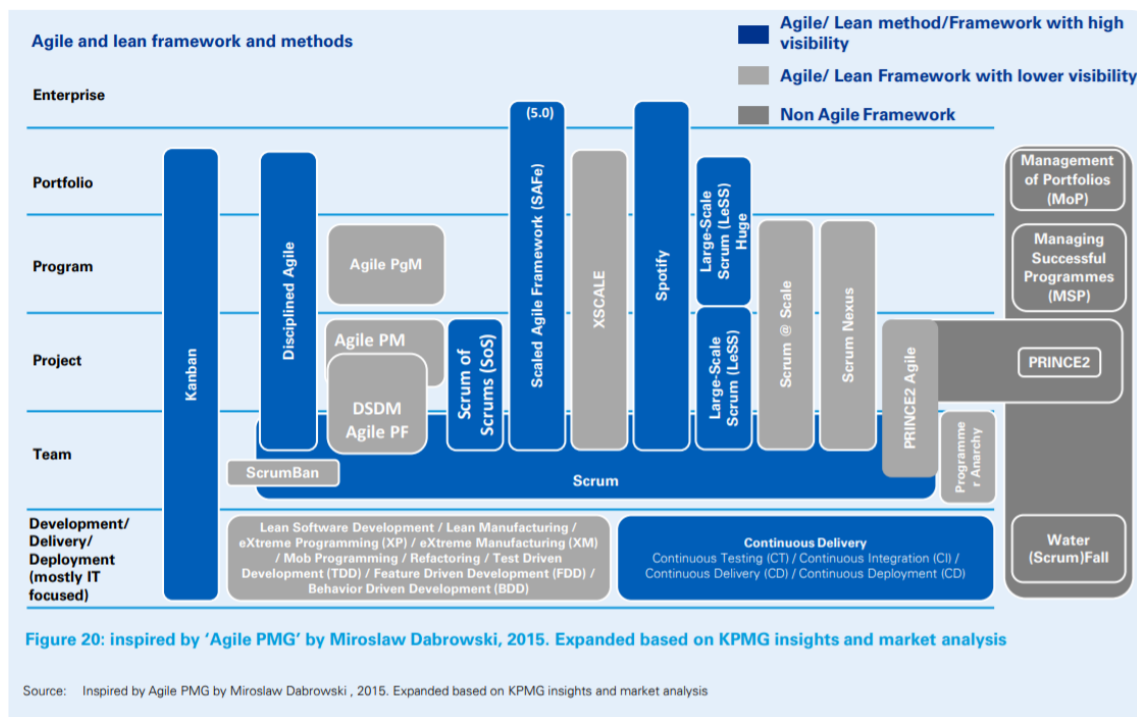 Agile and lean framework and methods
Agile/ Lean method/Framework with high
visibility
Agile/ Lean Framework with lower visibility
Non Agile Framework
Enterprise
Portfolio
Program
Project
Team
Development/
Delivery/
Deployment
(mostly IT
focused)
Kanban
Disciplined Agile
Agile PgM
Agile PM
DSDM
Agile PF
ScrumBan
Scrum of
Scrums (SoS)
(5.0)
Scaled Agile Framework (SAFe)
XSCALE
Spotify
Large-Scale
Scrum (LeSS)
Huge
Large-Scale
Scrum (LeSS)
Scrum @ Scale
Scrum Nexus
PRINCE2 Agile
Programme
r Anarchy
Scrum
Management
of Portfolios
(MoP)
Managing
Successful
Programmes
(MSP)
PRINCE2
Water
(Scrum)Fall
Lean Software Development / Lean Manufacturing /
eXtreme Programming (XP) / eXtreme Manufacturing (XM)
/ Mob Programming / Refactoring / Test Driven
Development (TDD) / Feature Driven Development (FDD) /
Behavior Driven Development (BDD)
Continuous Delivery
Continuous Testing (CT) / Continuous Integration (CI) /
Continuous Delivery (CD) / Continuous Deployment (CD)
Figure 20: inspired by ‘Agile PMG’ by Miroslaw Dabrowski, 2015. Expanded based on KPMG insights and market analysis
Source: Inspired by Agile PMG by Miroslaw Dabrowski , 2015. Expanded based on KPMG insights and market analysis